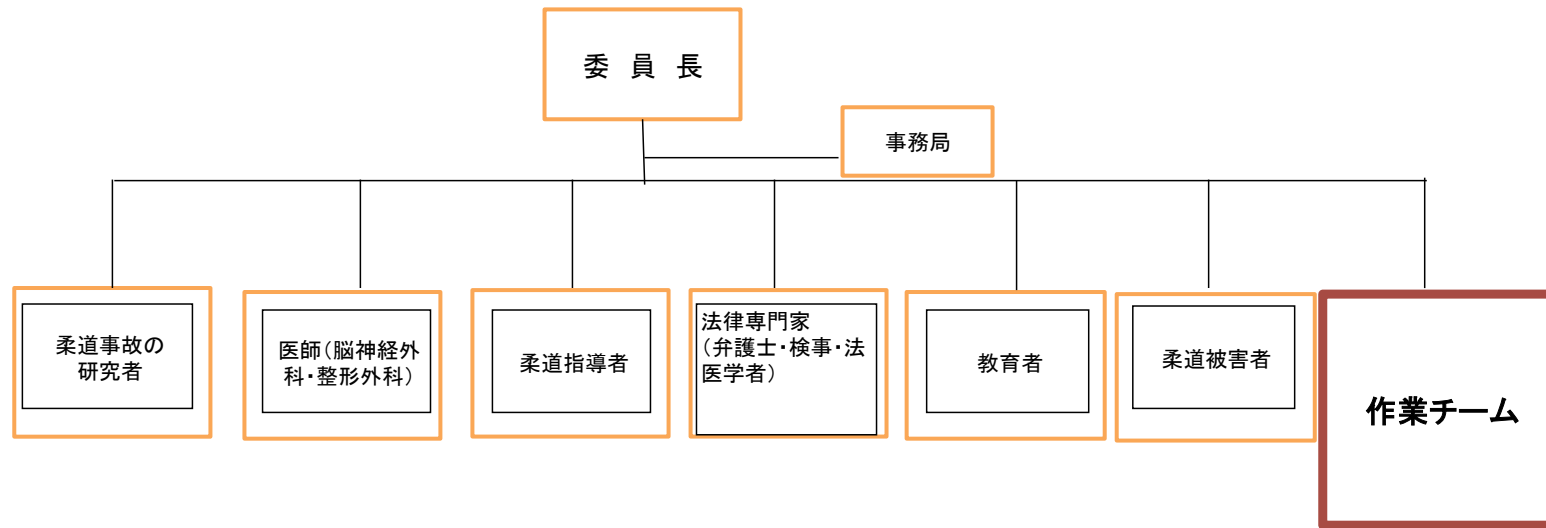 委 員 長
事務局
柔道事故の
研究者
医師（脳神経外
科・整形外科）
柔道指導者
法律専門家
（弁護士・検事・法
医学者）
教育者
柔道被害者
作業チーム